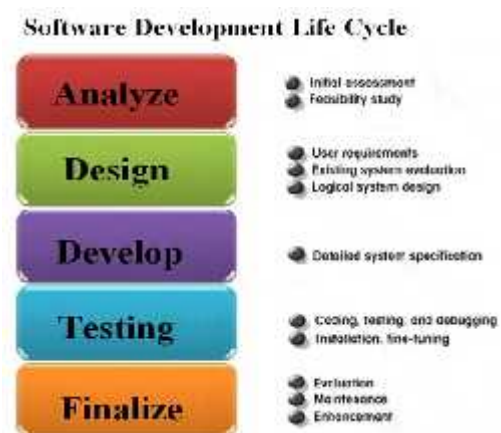 Software Development Life Cycle
Analyze
Initial assessment
Feasibility study
Design
User requirements
Existing system evaluation
Logical system design
Develop
Detailed system specification
Testing
Coding, testing, and debugging
Installation, fine-tuning
Finalize
Evaluation
Maintenance
Enhancement